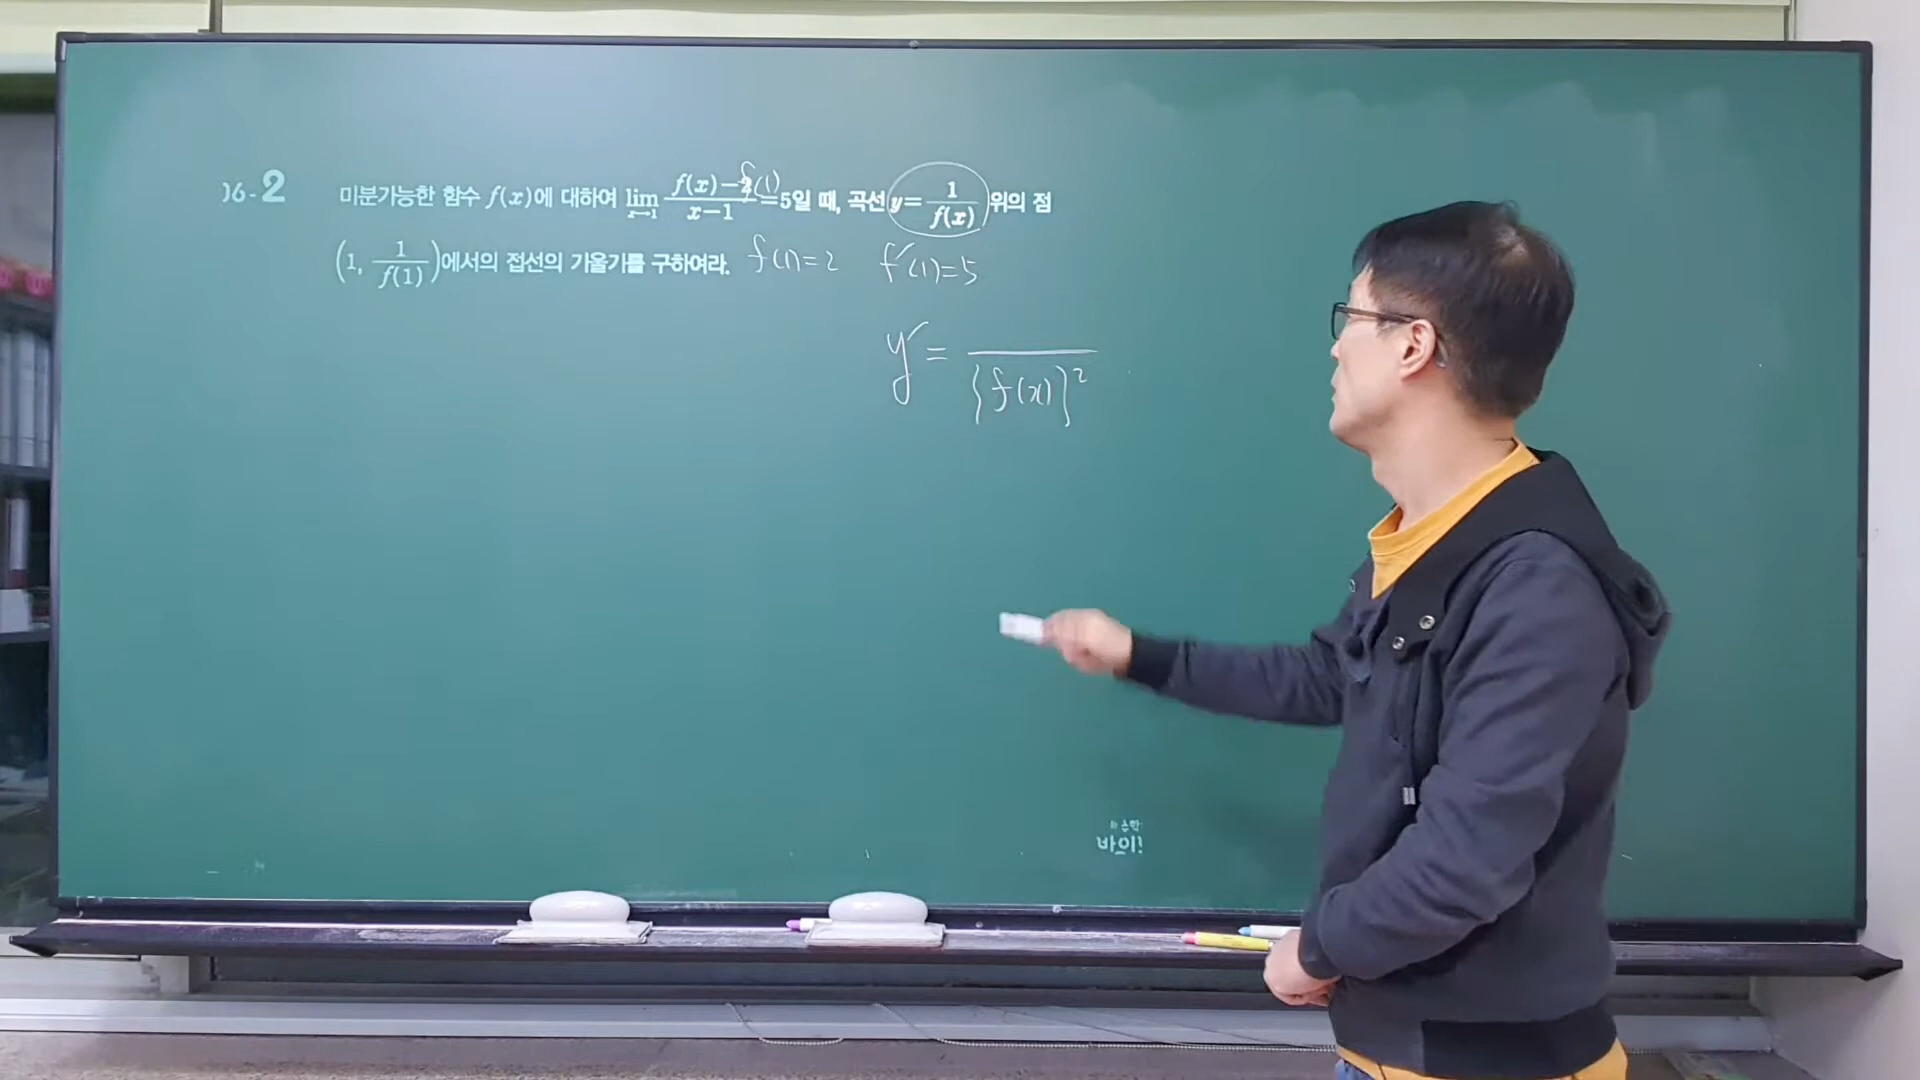 06-2 미분가능한 함수 f(x)에 대하여 lim x→1 (f(x)-2)/(x-1) =5일 때, 곡선 y= 1/f(x) 위의 점
f(1)
(1, 1/f(1))에서의 접선의 기울기를 구하여라. f(1)=2 f'(1)=5
y' = /{f(x)}²
바이!